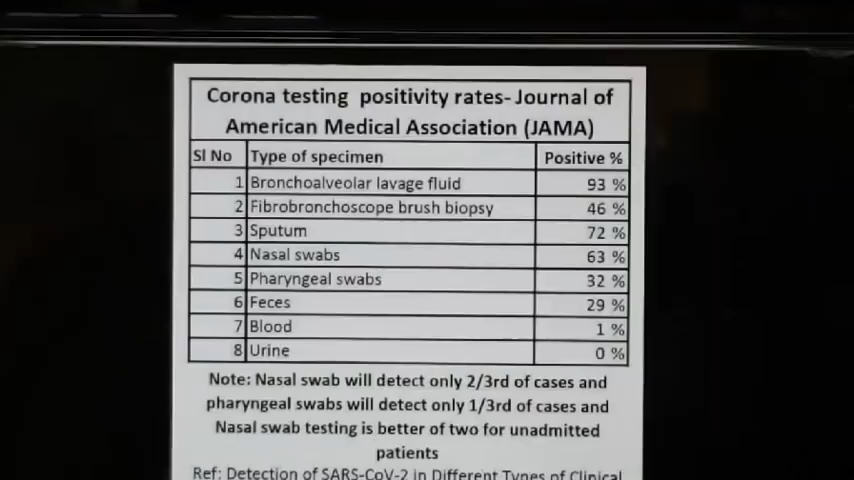 Corona testing positivity rates- Journal of
American Medical Association (JAMA)
Sl No Type of specimen Positive %
1 Bronchoalveolar lavage fluid 93 %
2 Fibrobronchoscope brush biopsy 46 %
3 Sputum 72 %
4 Nasal swabs 63 %
5 Pharyngeal swabs 32 %
6 Feces 29 %
7 Blood 1 %
8 Urine 0 %
Note: Nasal swab will detect only 2/3rd of cases and
pharyngeal swabs will detect only 1/3rd of cases and
Nasal swab testing is better of two for unadmitted
patients
Ref: Detection of SARS-CoV-2 in Different Types of Clinical